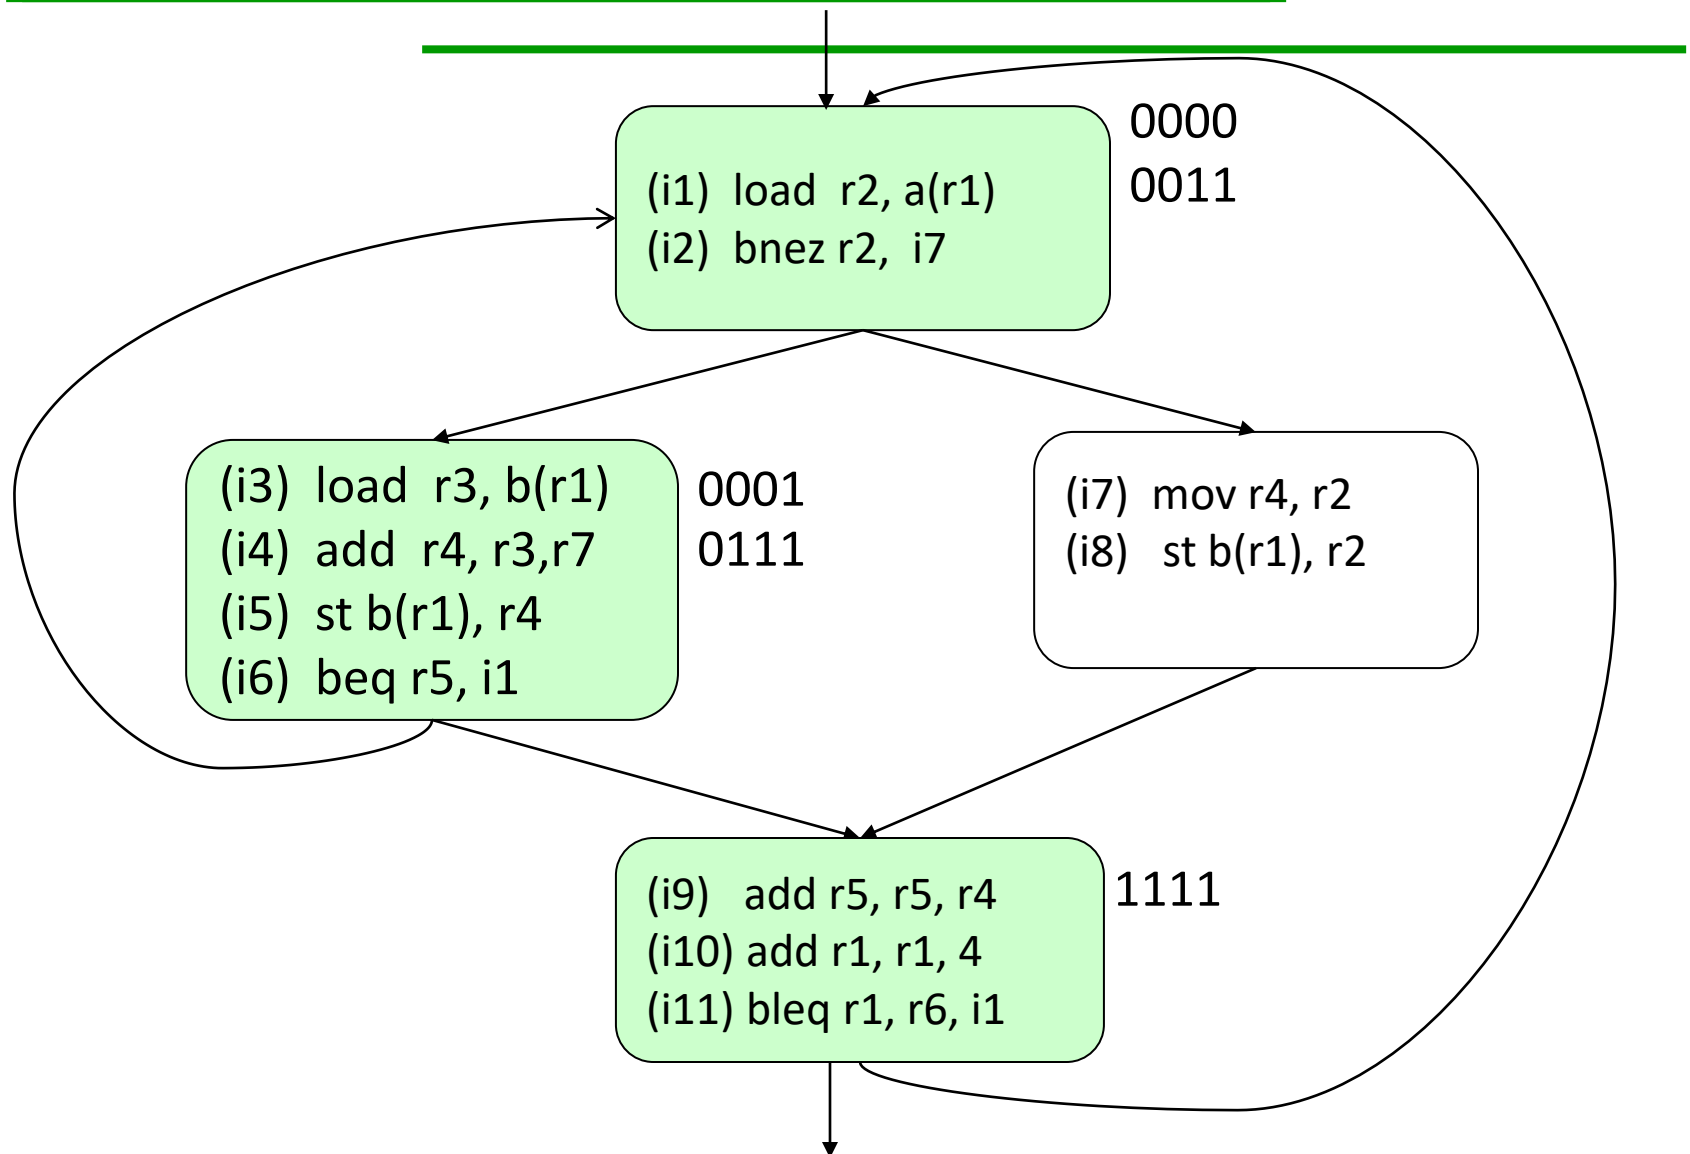 0000
0011
(i1) load r2, a(r1)
(i2) bnez r2, i7
(i3) load r3, b(r1)
(i4) add r4, r3,r7
(i5) st b(r1), r4
(i6) beq r5, i1
0001
0111
(i7) mov r4, r2
(i8) st b(r1), r2
(i9) add r5, r5, r4
(i10) add r1, r1, 4
(i11) bleq r1, r6, i1
1111